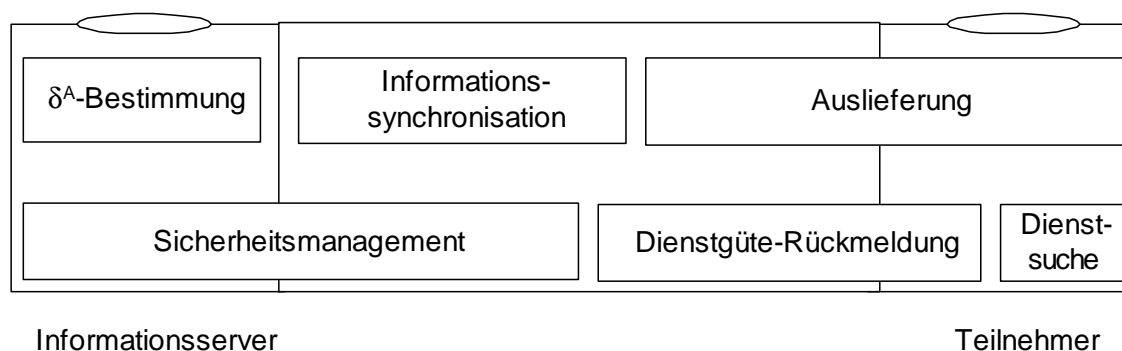 δᴬ-Bestimmung
Informations-
synchronisation
Auslieferung
Sicherheitsmanagement
Dienstgüte-Rückmeldung
Dienst-
suche
Informationsserver
Teilnehmer